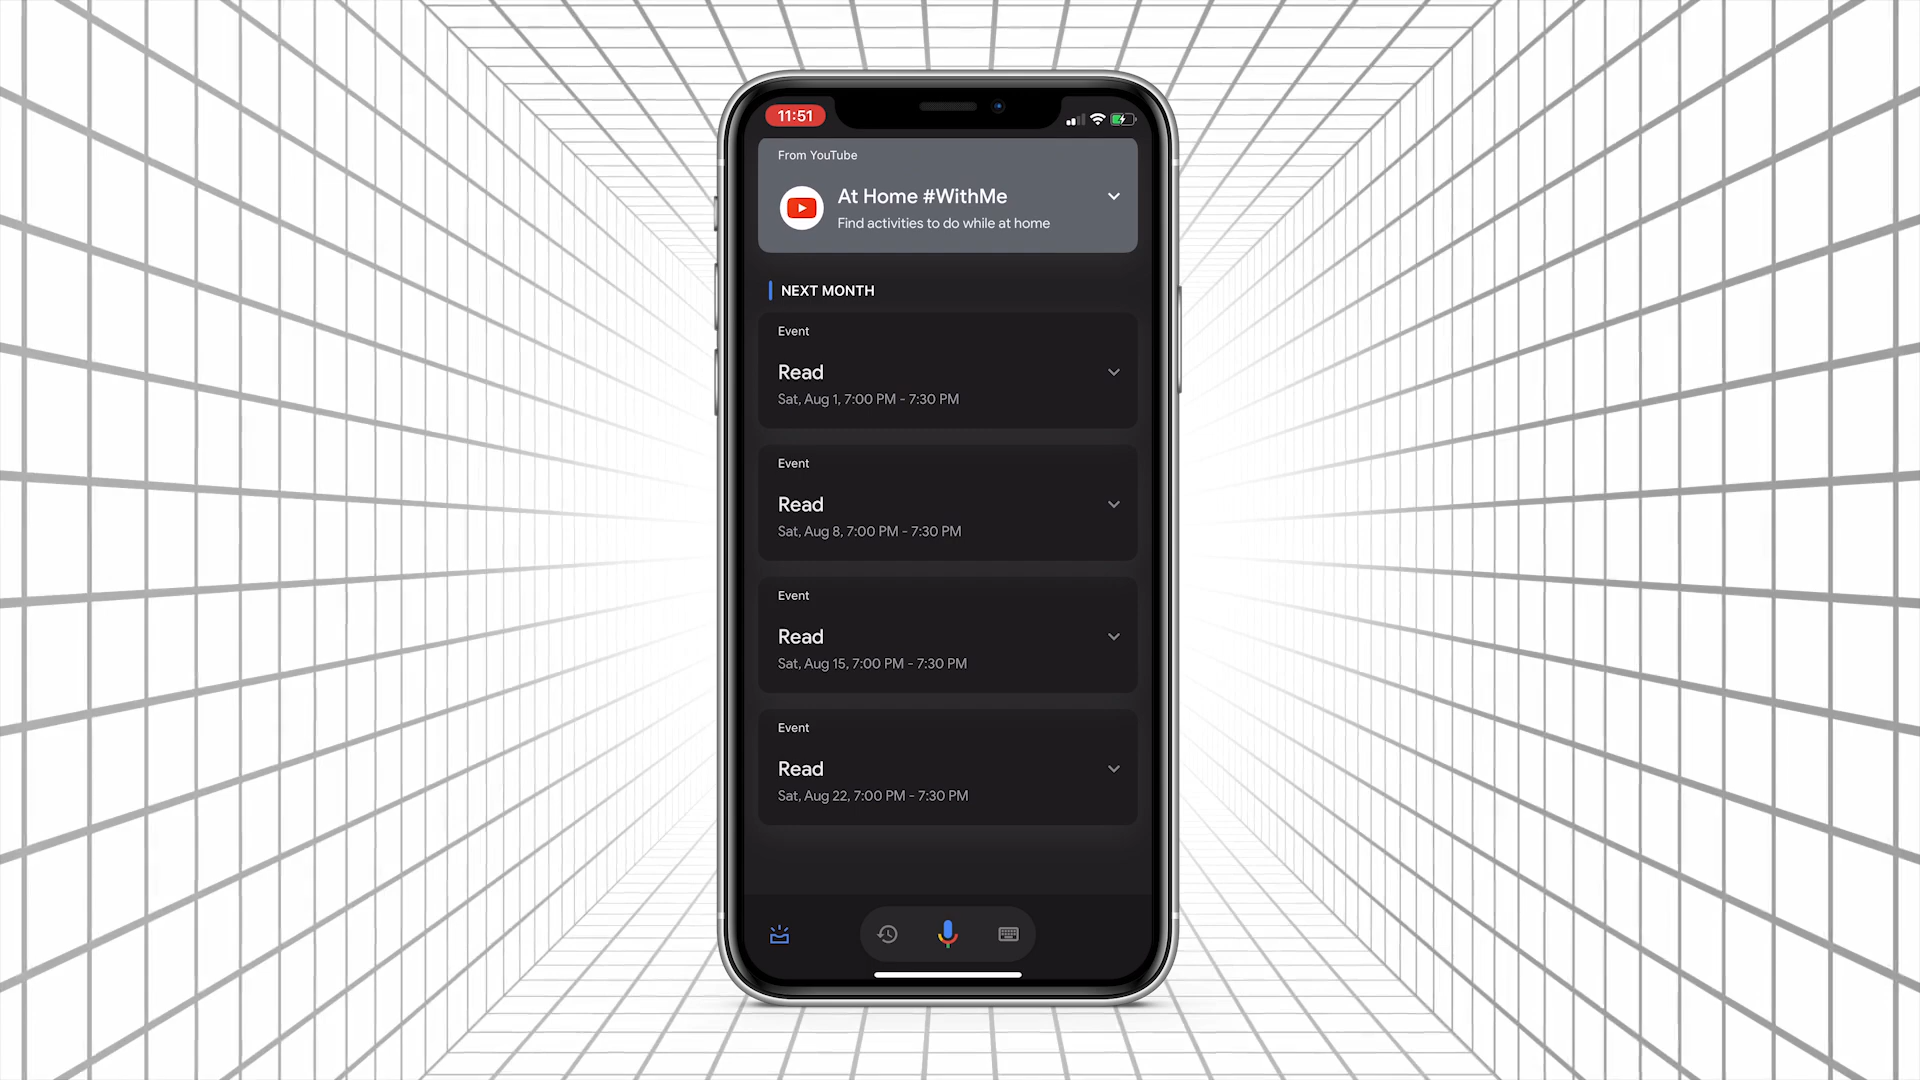 11:51
From YouTube
At Home #WithMe
Find activities to do while at home
NEXT MONTH
Event
Read
Sat, Aug 1, 7:00 PM - 7:30 PM
Event
Read
Sat, Aug 8, 7:00 PM - 7:30 PM
Event
Read
Sat, Aug 15, 7:00 PM - 7:30 PM
Event
Read
Sat, Aug 22, 7:00 PM - 7:30 PM